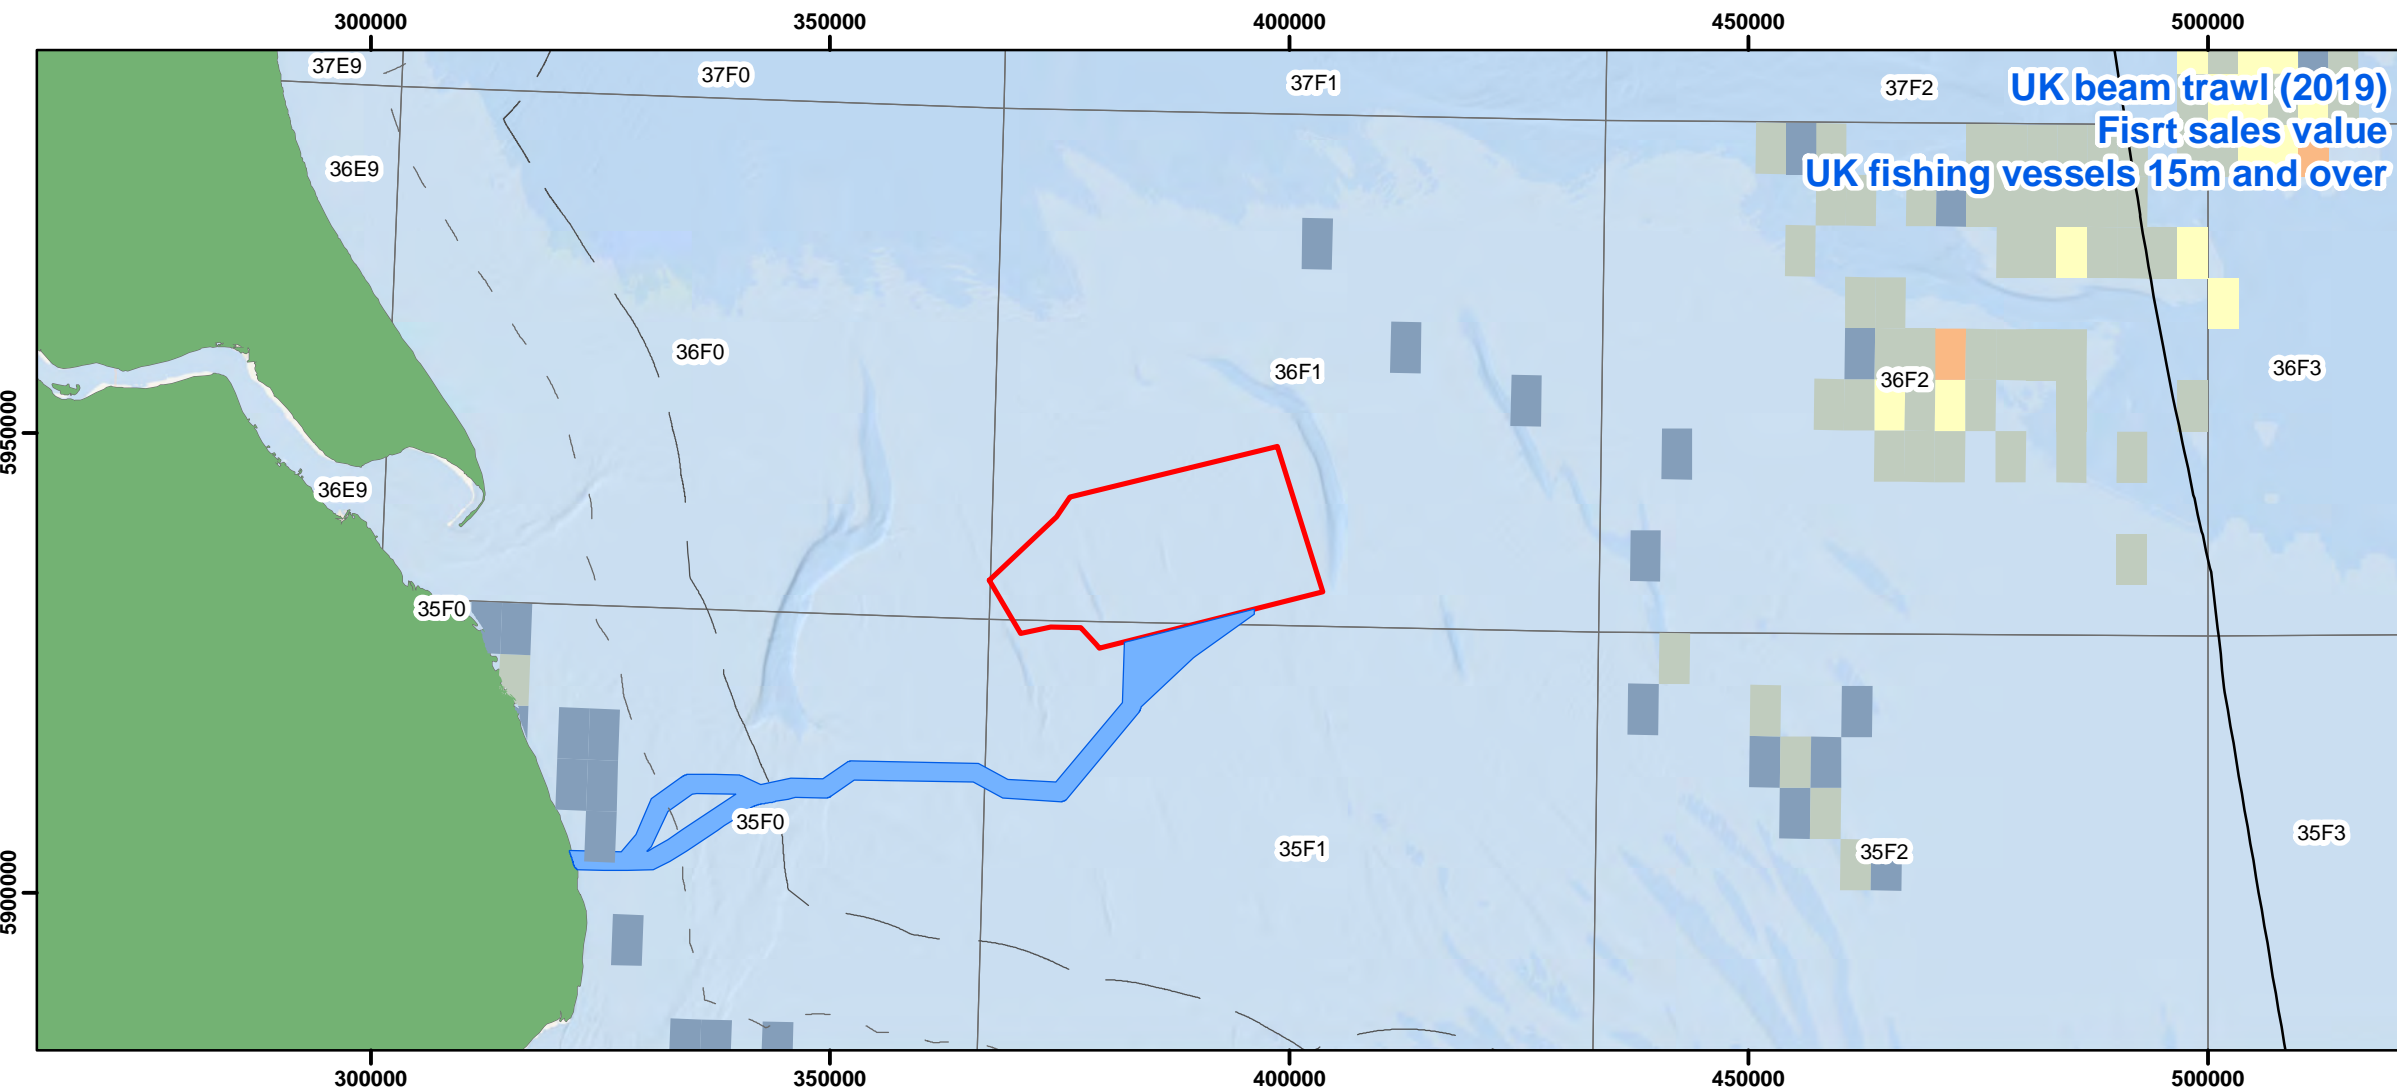 300000 350000 400000 450000 500000
37E9 37F0 37F1 37F2
UK beam trawl (2019)
Fisrt sales value
UK fishing vessels 15m and over
36E9
36F0 36F1 36F2 36F3
5950000
36E9
35F0
35F0 35F1 35F2 35F3
5900000
300000 350000 400000 450000 500000